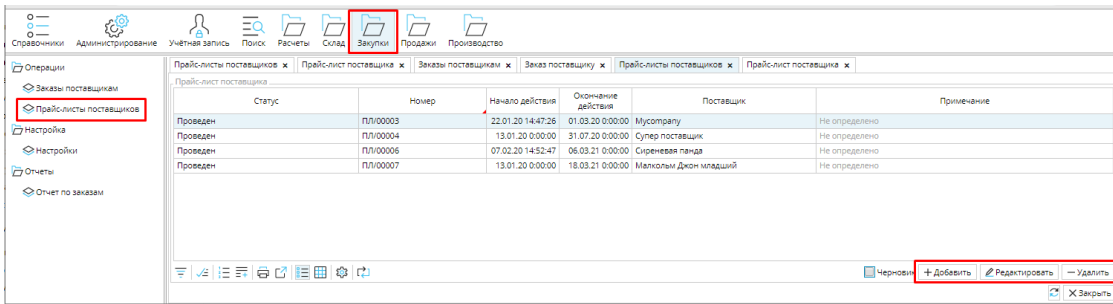 Справочники Администрирование Учётная запись Поиск Расчеты Склад Закупки Продажи Производство
Операции
Заказы поставщикам
Прайс-листы поставщиков
Настройка
Настройки
Отчеты
Отчет по заказам
Прайс-листы поставщиков x Прайс-лист поставщика x Заказы поставщикам x Заказ поставщику x Прайс-листы поставщиков x Прайс-лист поставщика x
Прайс-лист поставщика
Статус Номер Начало действия Окончание действия Поставщик Примечание
Проведен ПЛ/00003 22.01.20 14:47:26 01.03.20 0:00:00 Mycompany Не определено
Проведен ПЛ/00004 13.01.20 0:00:00 31.07.20 0:00:00 Супер поставщик Не определено
Проведен ПЛ/00006 07.02.20 14:52:47 06.03.21 0:00:00 Сиреневая панда Не определено
Проведен ПЛ/00007 13.01.20 0:00:00 18.03.21 0:00:00 Малкольм Джон младший Не определено
Чернови + Добавить Редактировать — Удалить
X Закрыть